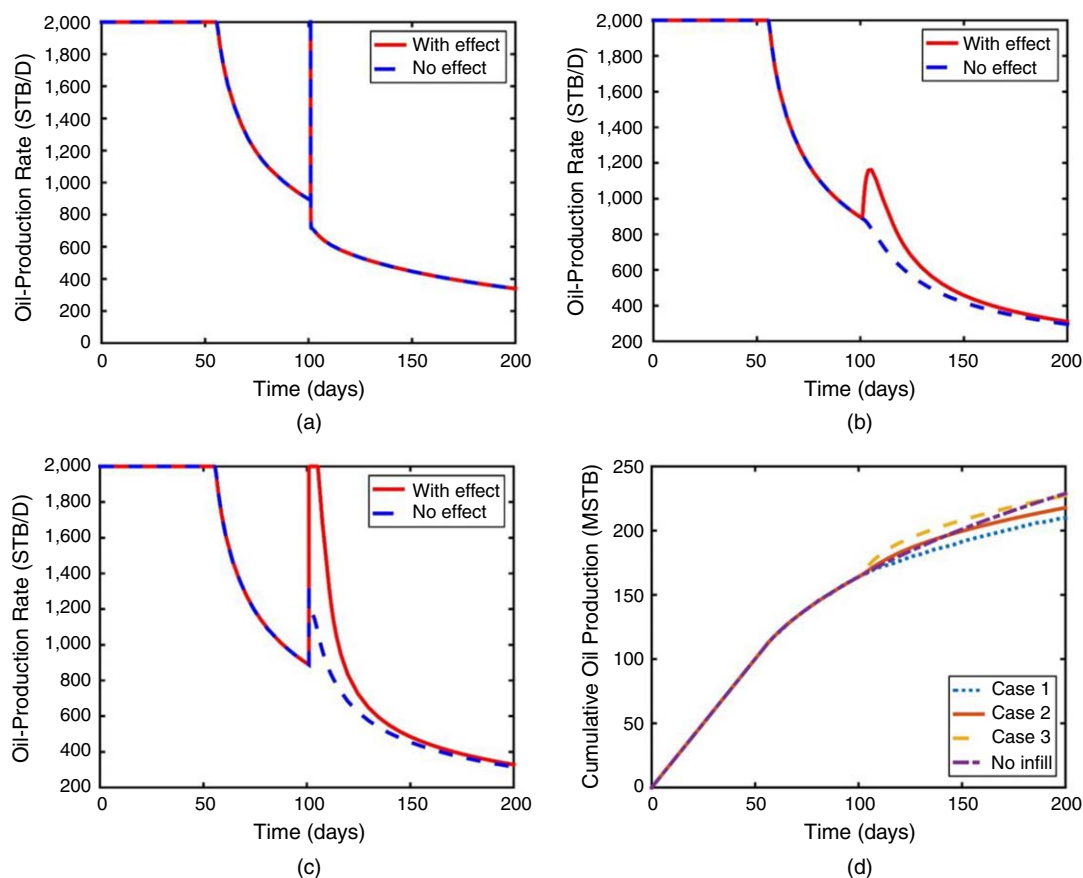 2,000
1,800
1,600
1,400
1,200
1,000
800
600
400
200
0
Oil-Production Rate (STB/D)
With effect
No effect
0 50 100 150 200
Time (days)
(a)
2,000
1,800
1,600
1,400
1,200
1,000
800
600
400
200
Oil-Production Rate (STB/D)
With effect
No effect
0 50 100 150 200
Time (days)
(b)
2,000
1,800
1,600
1,400
1,200
1,000
800
600
400
200
Oil-Production Rate (STB/D)
With effect
No effect
0 50 100 150 200
Time (days)
(c)
250
200
150
100
50
0
Cumulative Oil Production (MSTB)
Case 1
Case 2
Case 3
No infill
0 50 100 150 200
Time (days)
(d)